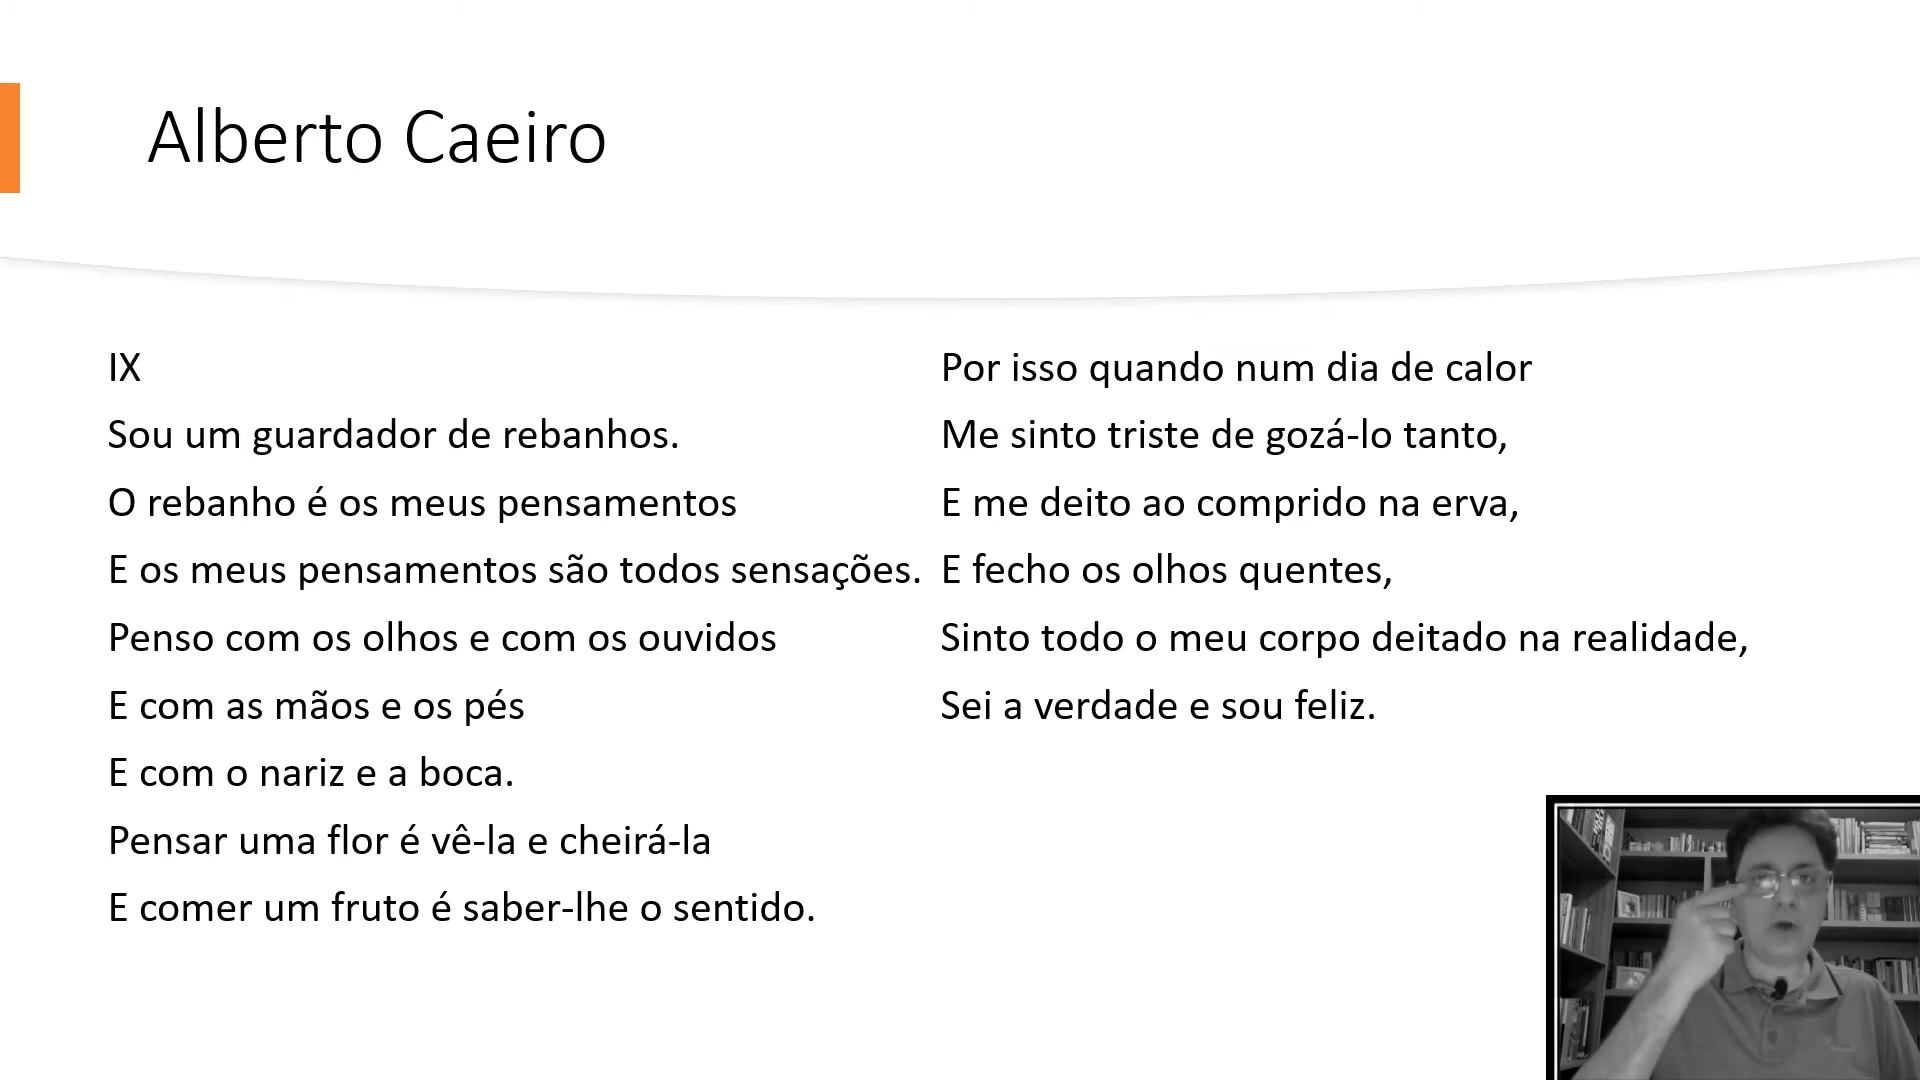 Alberto Caeiro
IX
Sou um guardador de rebanhos.
O rebanho é os meus pensamentos
E os meus pensamentos são todos sensações.
Penso com os olhos e com os ouvidos
E com as mãos e os pés
E com o nariz e a boca.
Pensar uma flor é vê-la e cheirá-la
E comer um fruto é saber-lhe o sentido.
Por isso quando num dia de calor
Me sinto triste de gozá-lo tanto,
E me deito ao comprido na erva,
E fecho os olhos quentes,
Sinto todo o meu corpo deitado na realidade,
Sei a verdade e sou feliz.